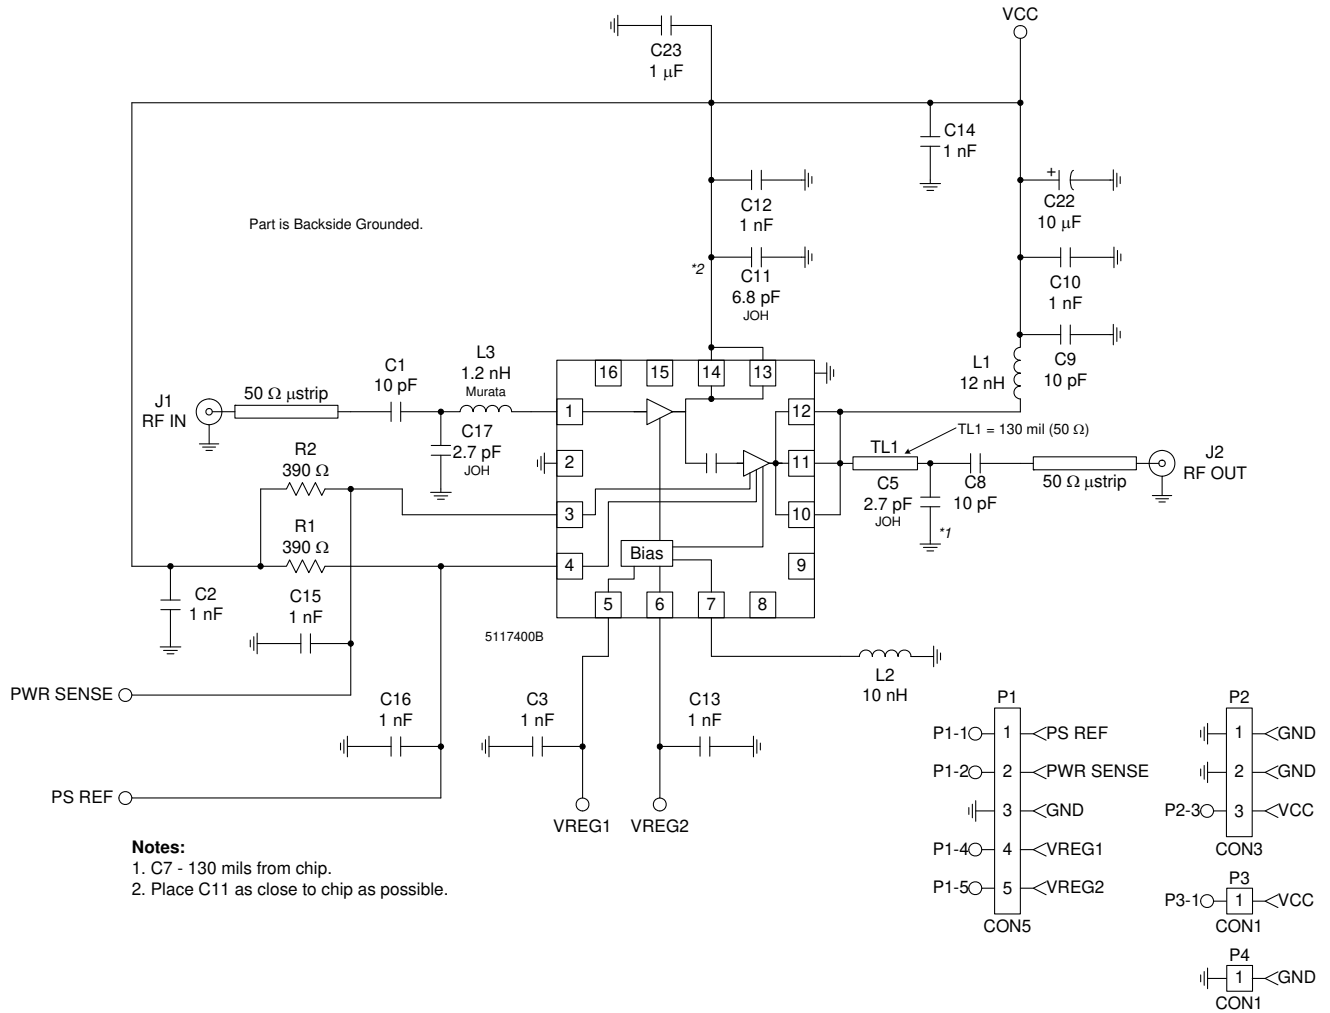 VCC
C23
1 µF
C14
1 nF
C12
1 nF
+
C22
10 µF
Part is Backside Grounded.
*2
C11
6.8 pF
JOH
C10
1 nF
C9
10 pF
L1
12 nH
J1
RF IN
50 Ω µstrip
C1
10 pF
L3
1.2 nH
Murata
C17
2.7 pF
JOH
16
15
14
13
1
2
3
4
12
11
10
9
5
6
7
8
Bias
TL1
TL1 = 130 mil (50 Ω)
C5
2.7 pF
JOH
*1
C8
10 pF
50 Ω µstrip
J2
RF OUT
R2
390 Ω
R1
390 Ω
C2
1 nF
C15
1 nF
5117400B
PWR SENSE
C16
1 nF
PS REF
C3
1 nF
C13
1 nF
VREG1
VREG2
L2
10 nH
Notes:
1. C7 - 130 mils from chip.
2. Place C11 as close to chip as possible.
P1
P1-1 1 PS REF
P1-2 2 PWR SENSE
3 GND
P1-4 4 VREG1
P1-5 5 VREG2
CON5
P2
1 GND
2 GND
P2-3 3 VCC
CON3
P3
P3-1 1 VCC
CON1
P4
1 GND
CON1